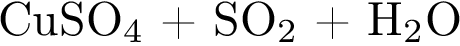 CuSO₄ + SO₂ + H₂O